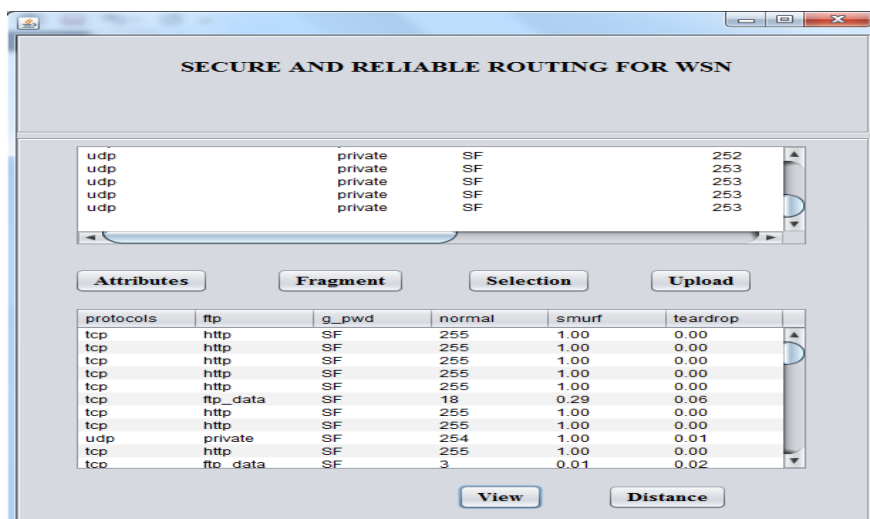 SECURE AND RELIABLE ROUTING FOR WSN
udp private SF 252
udp private SF 253
udp private SF 253
udp private SF 253
udp private SF 253
Attributes Fragment Selection Upload
protocols ftp g_pwd normal smurf teardrop
tcp http SF 255 1.00 0.00
tcp http SF 255 1.00 0.00
tcp http SF 255 1.00 0.00
tcp http SF 255 1.00 0.00
tcp http SF 255 1.00 0.00
tcp ftp_data SF 18 0.29 0.06
tcp http SF 255 1.00 0.00
tcp http SF 255 1.00 0.00
udp private SF 254 1.00 0.01
tcp http SF 255 1.00 0.00
tcp ftp_data SF 3 0.01 0.02
View Distance